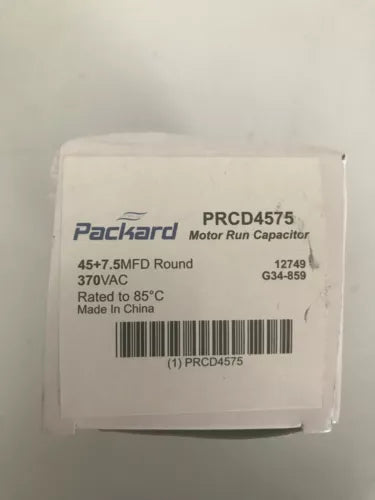 Packard
PRCD4575
Motor Run Capacitor
45+7.5MFD Round
12749
370VAC
G34-859
Rated to 85°C
Made In China
(1) PRCD4575